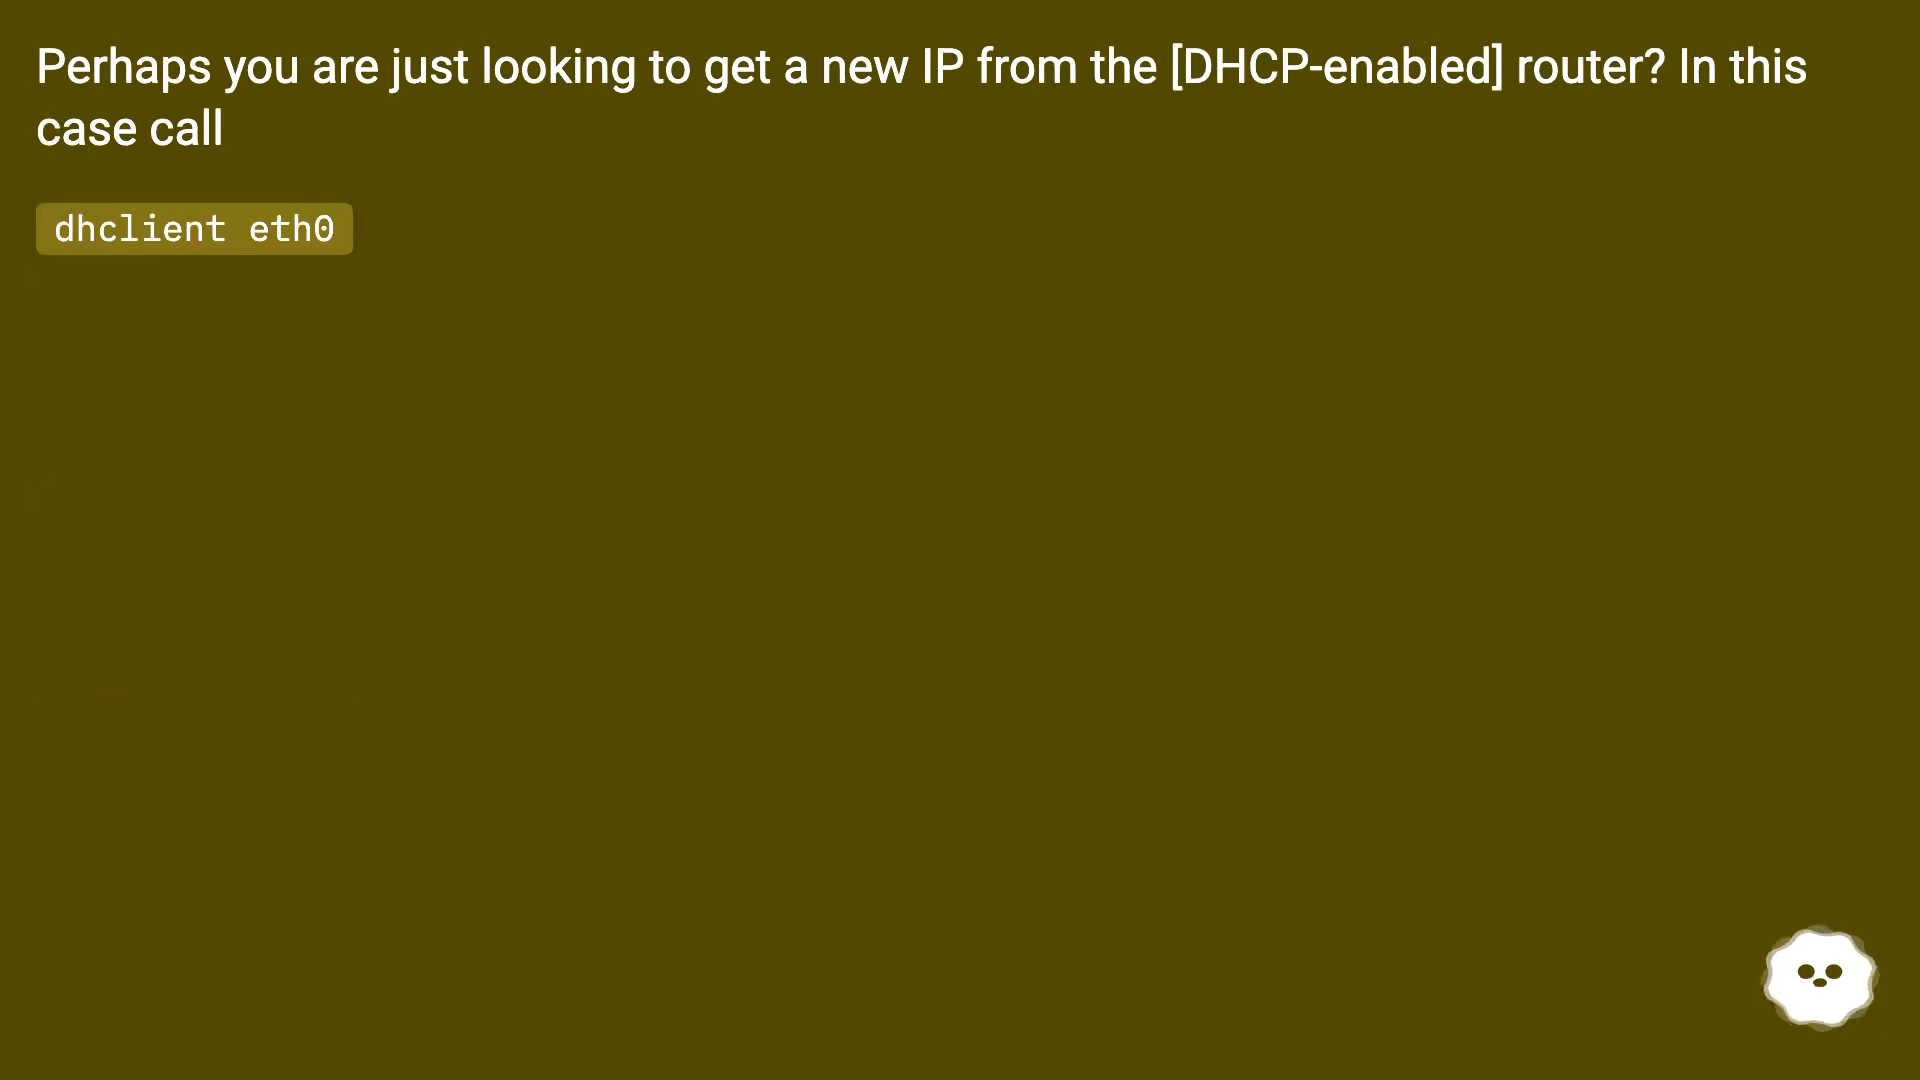 Perhaps you are just looking to get a new IP from the [DHCP-enabled] router? In this
case call
dhclient eth0